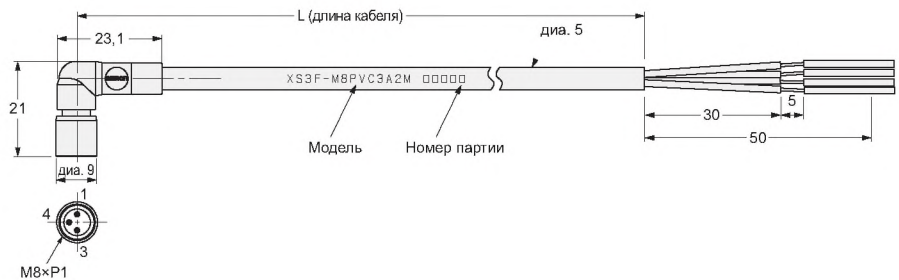 L (длина кабеля)
диа. 5
23,1
omron
XS3F-M8PVC3A2M □□□□□
21
30
5
50
Модель
Номер партии
диа. 9
1
4
3
M8×P1